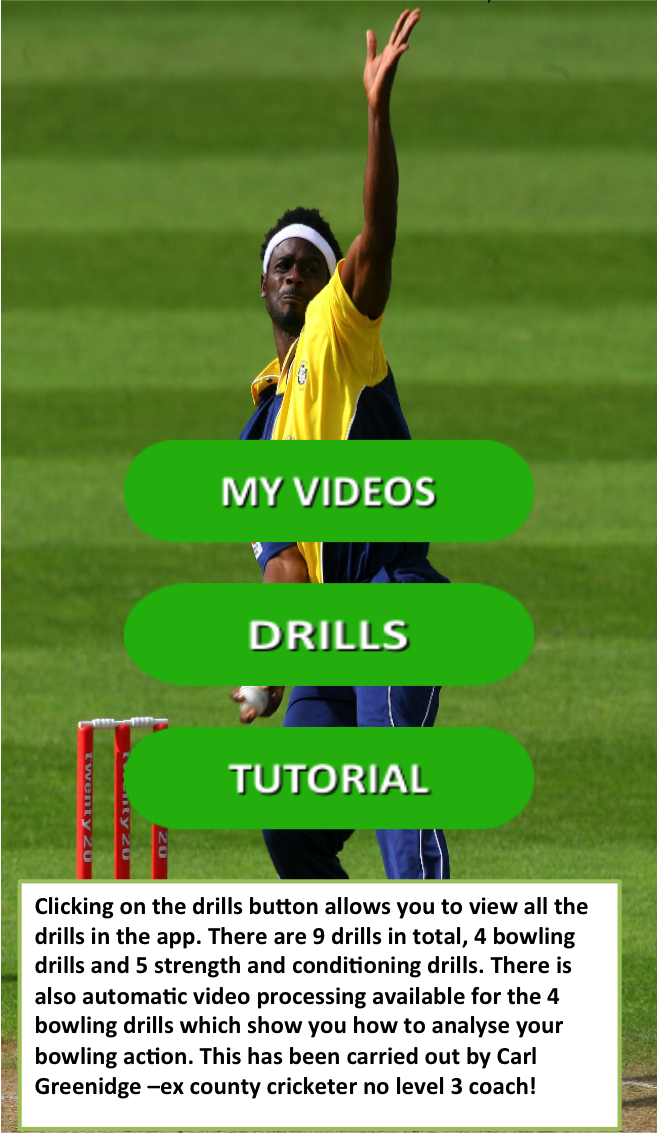 MY VIDEOS
DRILLS
TUTORIAL
twenty 20
twenty 20
20
Clicking on the drills button allows you to view all the
drills in the app. There are 9 drills in total, 4 bowling
drills and 5 strength and conditioning drills. There is
also automatic video processing available for the 4
bowling drills which show you how to analyse your
bowling action. This has been carried out by Carl
Greenidge –ex county cricketer no level 3 coach!